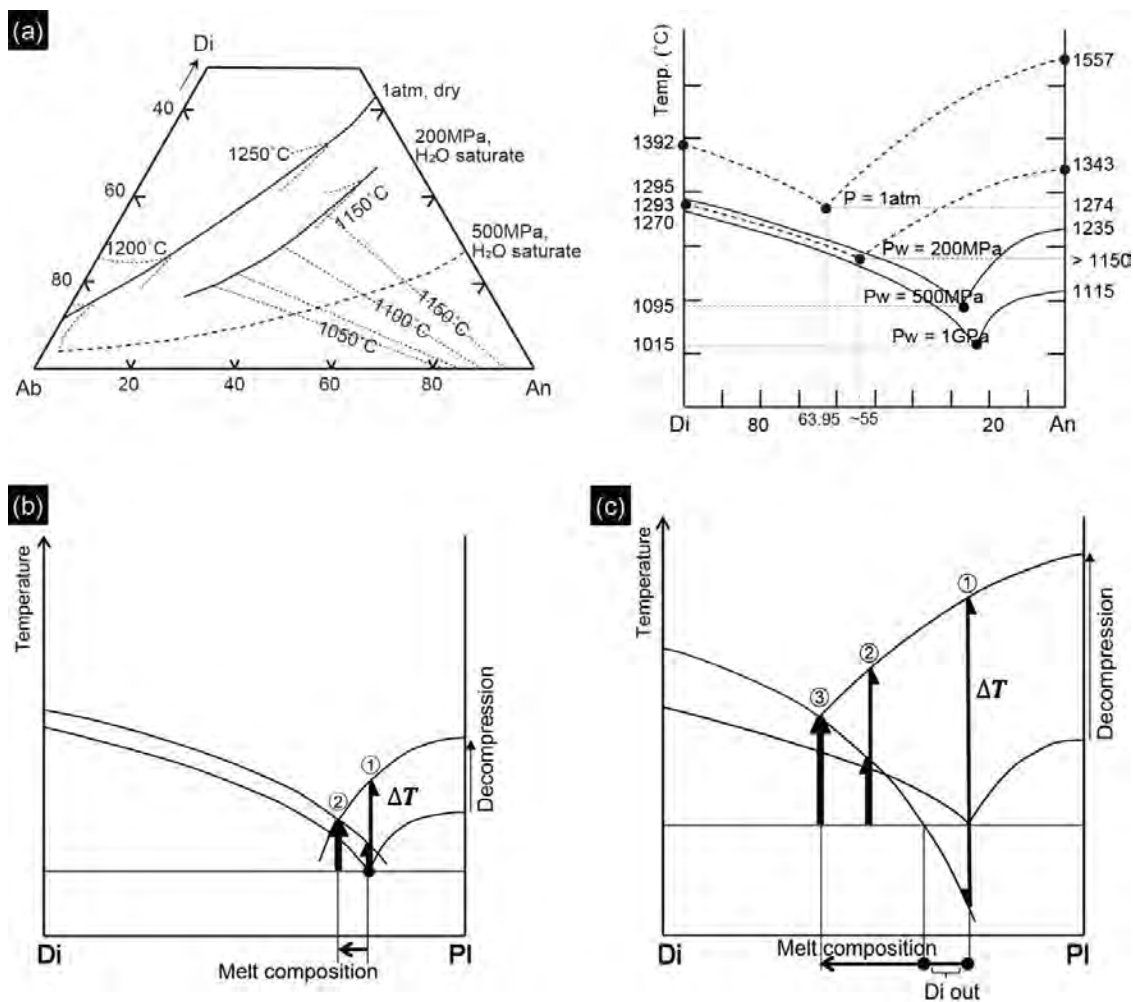 (a)
Di
40
60
80
Ab
20
40
60
80
An
1atm, dry
200MPa,
H₂O saturate
500MPa,
H₂O saturate
1250˚C
1200˚C
1150˚C
1150˚C
1100˚C
1050˚C
Temp. (˚C)
1392
1295
1293
1270
1095
1015
1557
1343
1274
1235
> 1150
1115
P = 1atm
Pw = 200MPa
Pw = 500MPa
Pw = 1GPa
Di
80
63.95
~55
20
An
(b)
Temperature
②
①
ΔT
Decompression
Di
Pl
Melt composition
(c)
Temperature
①
②
③
ΔT
Decompression
Di
Pl
Melt composition
Di out